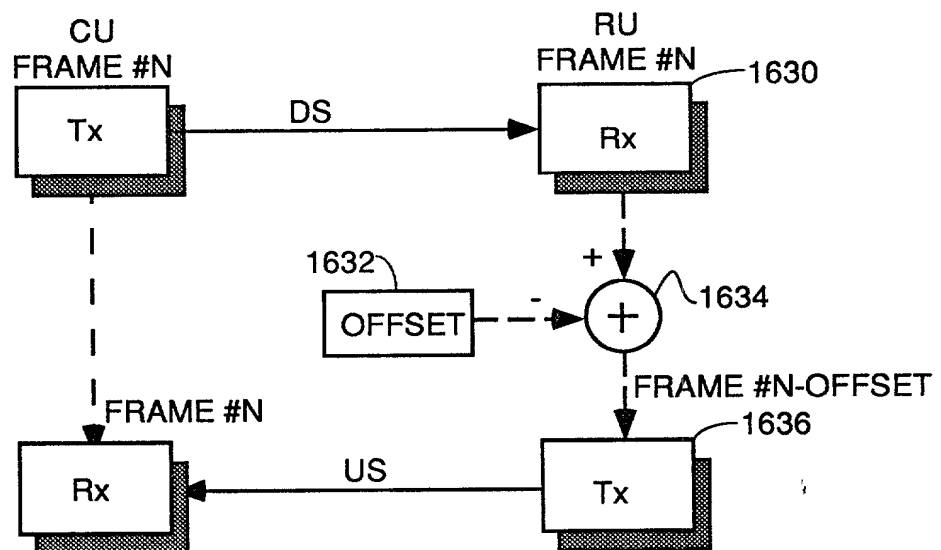 CU
FRAME #N
RU
FRAME #N
1630
Tx
DS
Rx
1632
+
-
OFFSET
+
1634
FRAME #N
FRAME #N-OFFSET
1636
Rx
US
Tx